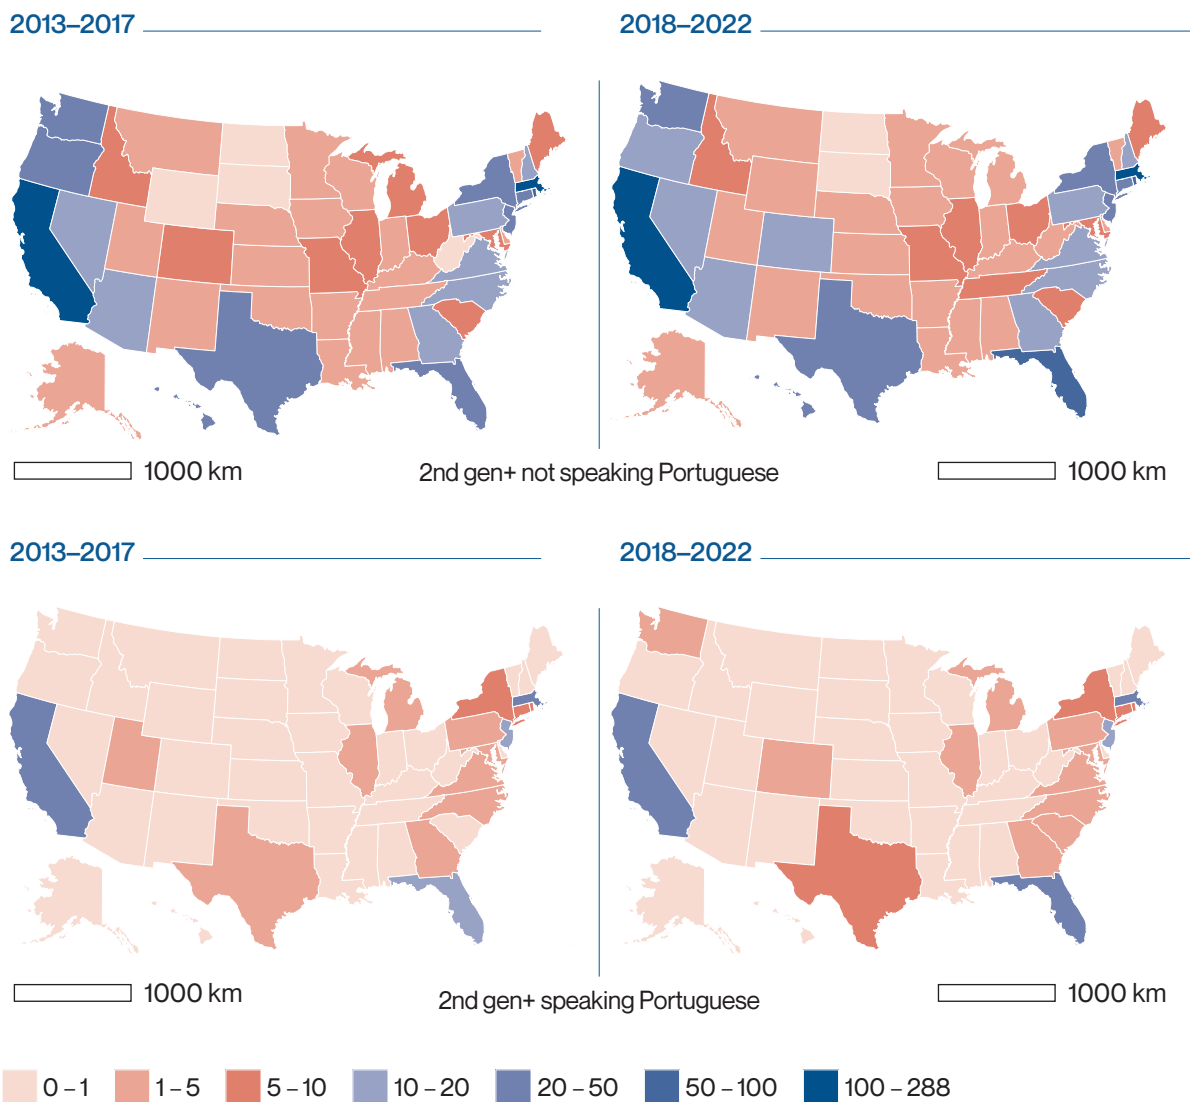 2013–2017
2018–2022
1000 km
2nd gen+ not speaking Portuguese
1000 km
2013–2017
2018–2022
1000 km
2nd gen+ speaking Portuguese
1000 km
0 – 1
1 – 5
5 – 10
10 – 20
20 – 50
50 – 100
100 – 288